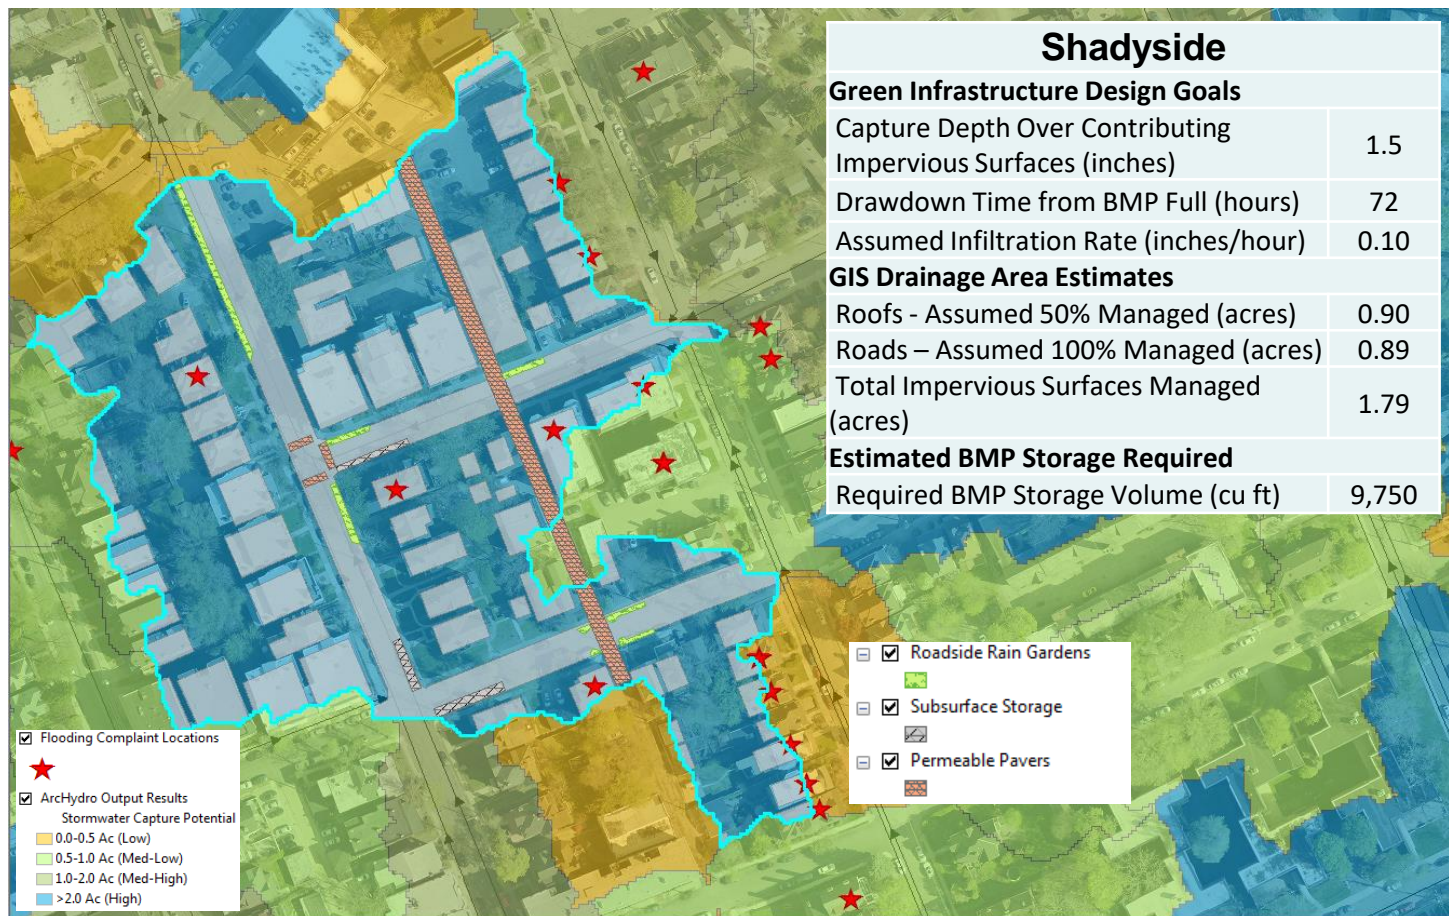 Shadyside
Green Infrastructure Design Goals
Capture Depth Over Contributing
Impervious Surfaces (inches)
1.5
Drawdown Time from BMP Full (hours) 72
Assumed Infiltration Rate (inches/hour) 0.10
GIS Drainage Area Estimates
Roofs - Assumed 50% Managed (acres) 0.90
Roads – Assumed 100% Managed (acres) 0.89
Total Impervious Surfaces Managed
(acres)
1.79
Estimated BMP Storage Required
Required BMP Storage Volume (cu ft) 9,750
Roadside Rain Gardens
Subsurface Storage
Permeable Pavers
Flooding Complaint Locations
ArcHydro Output Results
Stormwater Capture Potential
0.0-0.5 Ac (Low)
0.5-1.0 Ac (Med-Low)
1.0-2.0 Ac (Med-High)
>2.0 Ac (High)